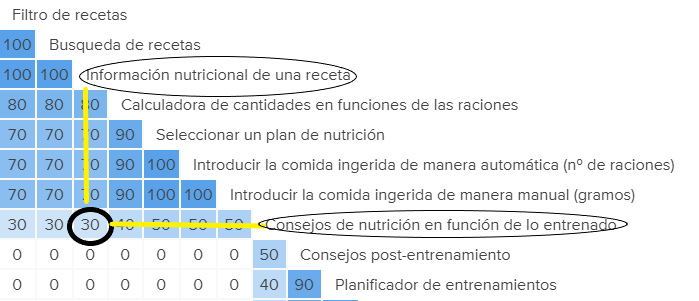 Filtro de recetas
100 Busqueda de recetas
100 100 Información nutricional de una receta
80 80 80 Calculadora de cantidades en funciones de las raciones
70 70 70 90 Seleccionar un plan de nutrición
70 70 70 90 100 Introducir la comida ingerida de manera automática (nº de raciones)
70 70 70 90 100 100 Introducir la comida ingerida de manera manual (gramos)
30 30 30 40 50 50 50 Consejos de nutrición en función de lo entrenado
0 0 0 0 0 0 0 50 Consejos post-entrenamiento
0 0 0 0 0 0 0 40 90 Planificador de entrenamientos